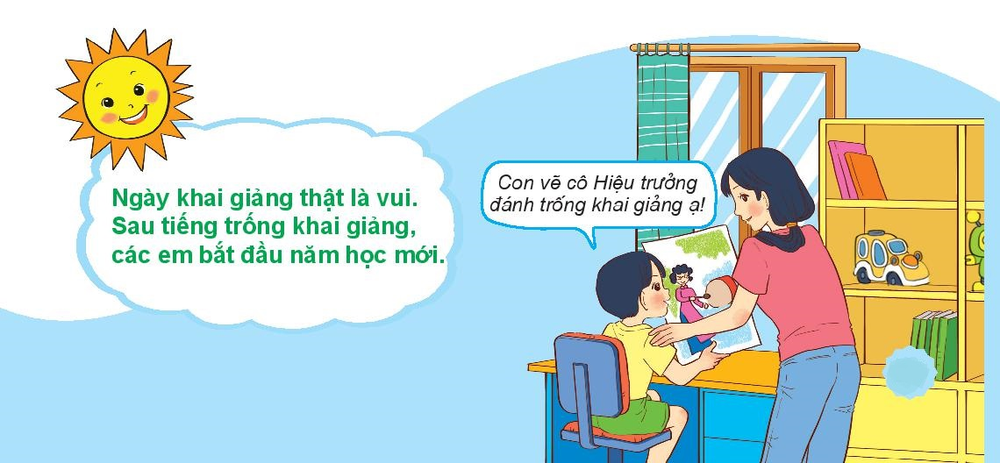 Ngày khai giảng thật là vui.
Sau tiếng trống khai giảng,
các em bắt đầu năm học mới.
Con vẽ cô Hiệu trưởng
đánh trống khai giảng ạ!